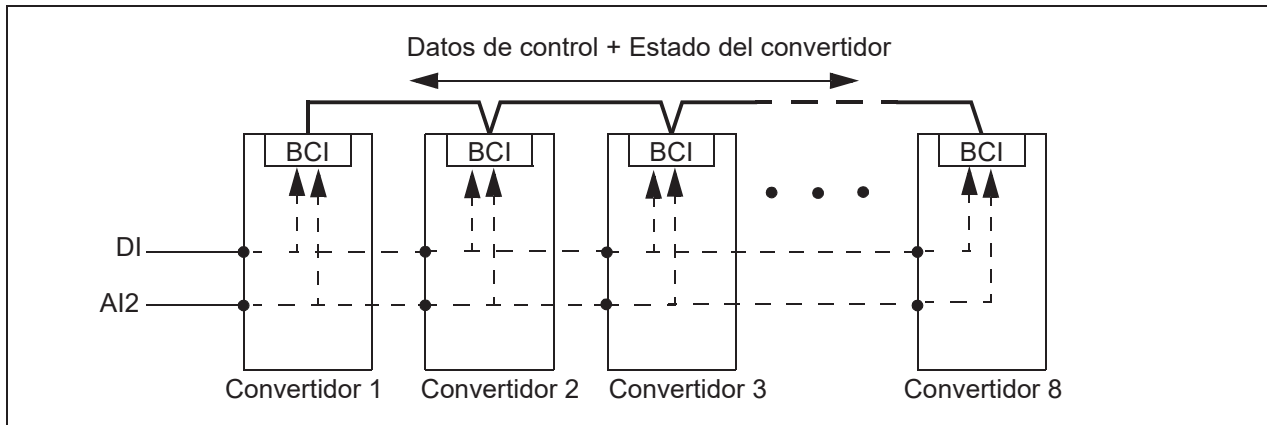 Datos de control + Estado del convertidor
BCI
BCI
BCI
BCI
DI
AI2
Convertidor 1
Convertidor 2
Convertidor 3
Convertidor 8